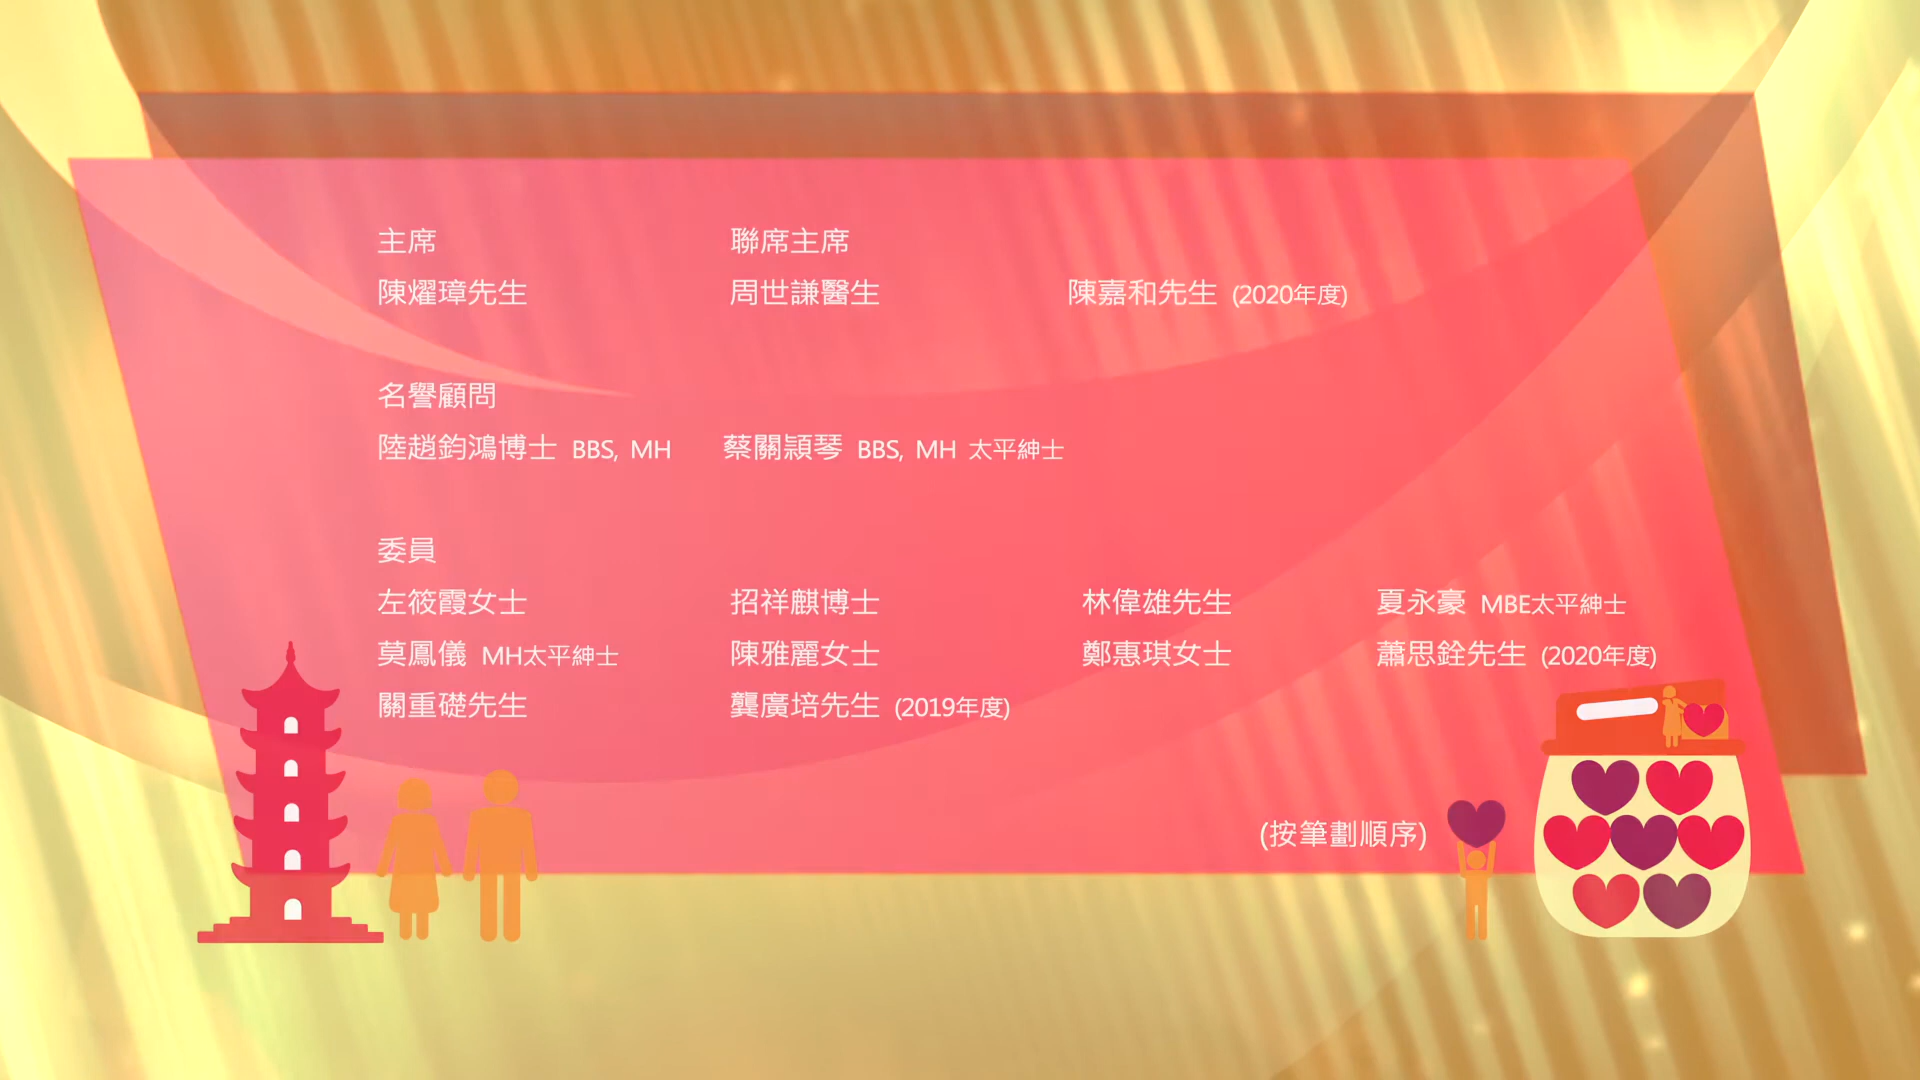 主席 聯席主席
陳燿璋先生 周世謙醫生 陳嘉和先生 (2020年度)
名譽顧問
陸趙鈞鴻博士 BBS, MH 蔡關頴琴 BBS, MH 太平紳士
委員
左筱霞女士 招祥麒博士 林偉雄先生 夏永豪 MBE太平紳士
莫鳳儀 MH太平紳士 陳雅麗女士 鄭惠琪女士 蕭思銓先生 (2020年度)
關重礎先生 龔廣培先生 (2019年度)
(按筆劃順序)